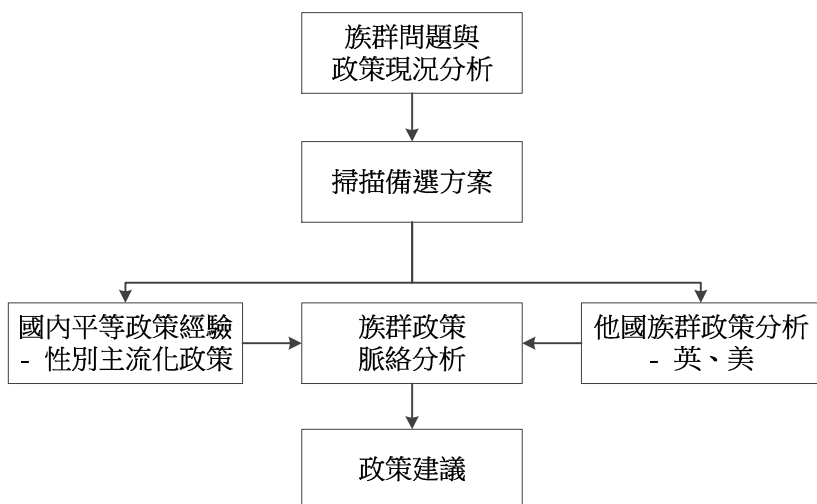 族群問題與
政策現況分析
掃描備選方案
國內平等政策經驗
- 性別主流化政策
族群政策
脈絡分析
他國族群政策分析
- 英、美
政策建議